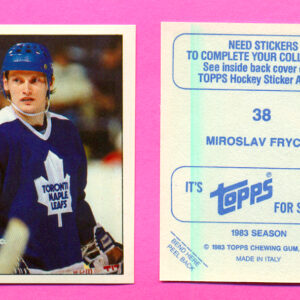 TORONTO
MAPLE
LEAFS
NEED STICKERS
TO COMPLETE YOUR COLL
See inside back cover
TOPPS Hockey Sticker A
38
MIROSLAV FRYC
IT'S topps
FOR S
1983 SEASON
© 1983 TOPPS CHEWING GUM,
MADE IN ITALY
BEND HERE
PEEL BACK